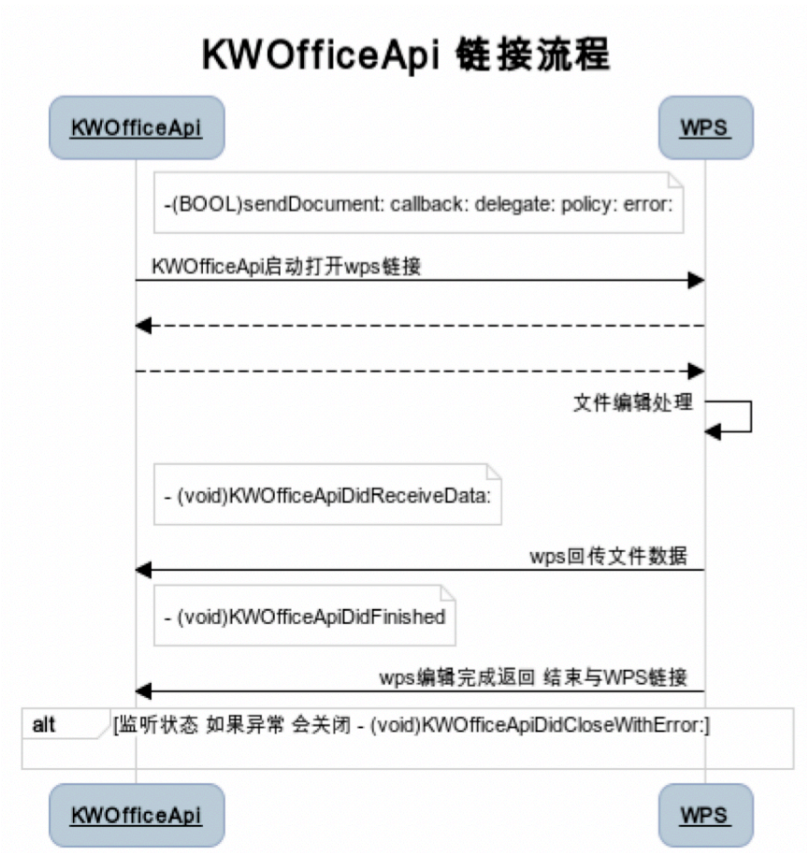 KWOfficeApi 链接流程
KWOfficeApi
WPS
-(BOOL)sendDocument: callback: delegate: policy: error:
KWOfficeApi启动打开wps链接
文件编辑处理
- (void)KWOfficeApiDidReceiveData:
wps回传文件数据
- (void)KWOfficeApiDidFinished
wps编辑完成返回 结束与WPS链接
alt
[监听状态 如果异常 会关闭 - (void)KWOfficeApiDidCloseWithError:]
KWOfficeApi
WPS